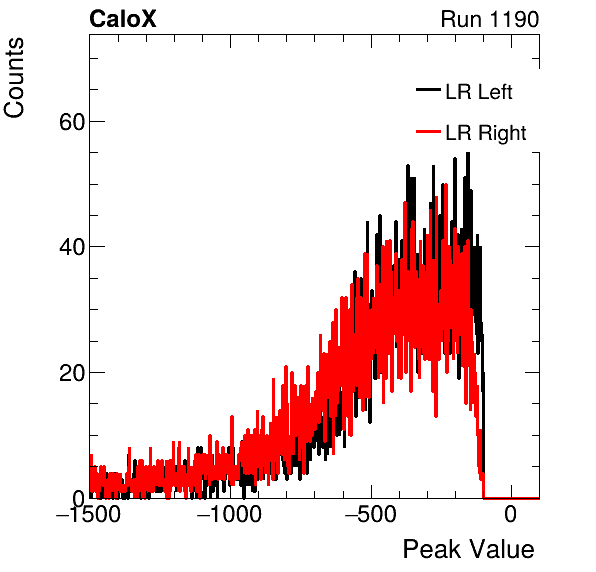 CaloX Run 1190
Counts
LR Left
LR Right
60
40
20
0
−1500 −1000 −500 0
Peak Value